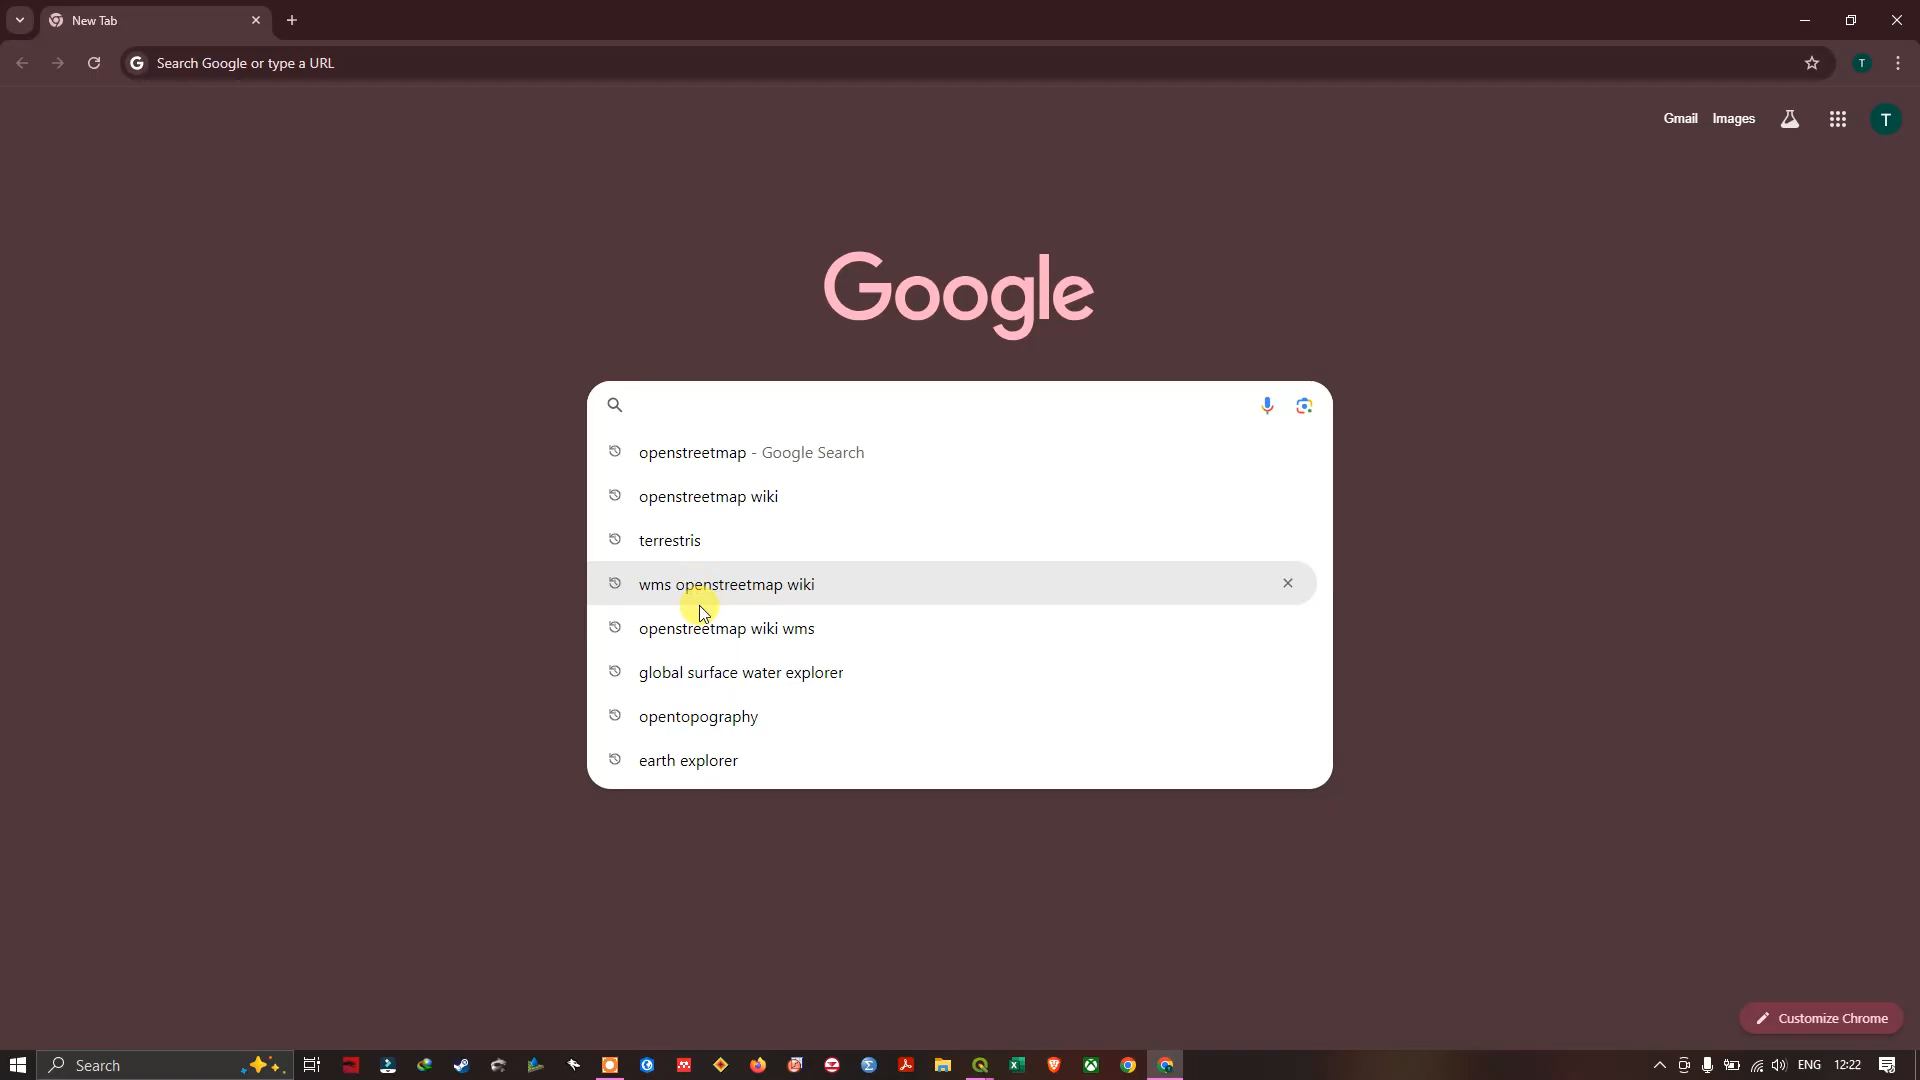 New Tab
Search Google or type a URL
T
Gmail
Images
T
Google
openstreetmap - Google Search
openstreetmap wiki
terrestris
wms openstreetmap wiki
openstreetmap wiki wms
global surface water explorer
opentopography
earth explorer
Customize Chrome
Search
ENG
12:22